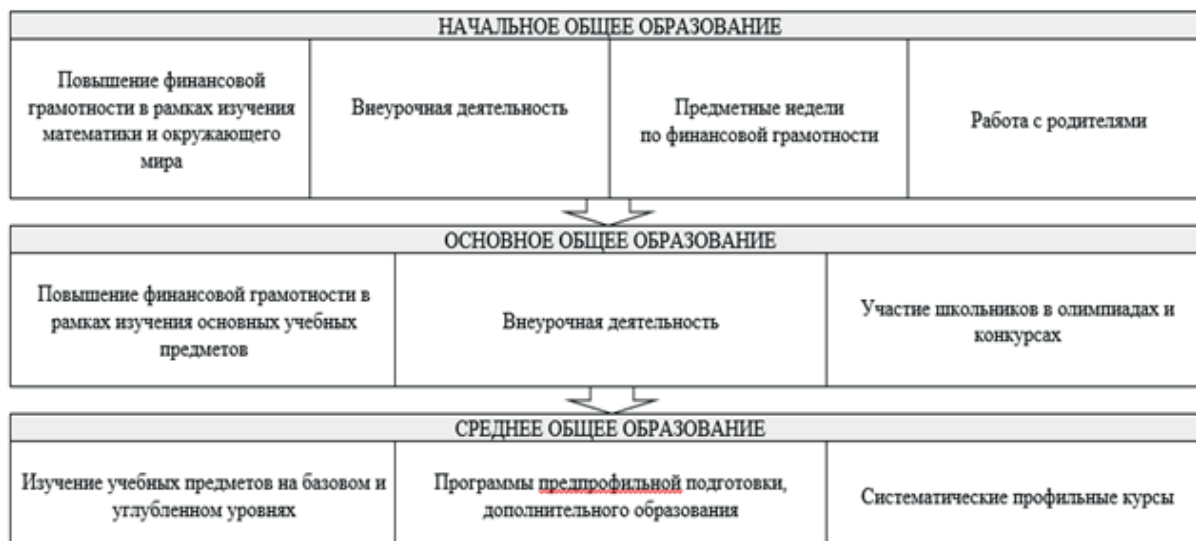 НАЧАЛЬНОЕ ОБЩЕЕ ОБРАЗОВАНИЕ
Повышение финансовой
грамотности в рамках изучения
математики и окружающего
мира
Внеурочная деятельность
Предметные недели
по финансовой грамотности
Работа с родителями
ОСНОВНОЕ ОБЩЕЕ ОБРАЗОВАНИЕ
Повышение финансовой грамотности в
рамках изучения основных учебных
предметов
Внеурочная деятельность
Участие школьников в олимпиадах и
конкурсах
СРЕДНЕЕ ОБЩЕЕ ОБРАЗОВАНИЕ
Изучение учебных предметов на базовом и
углубленном уровнях
Программы предпрофильной подготовки,
дополнительного образования
Систематические профильные курсы